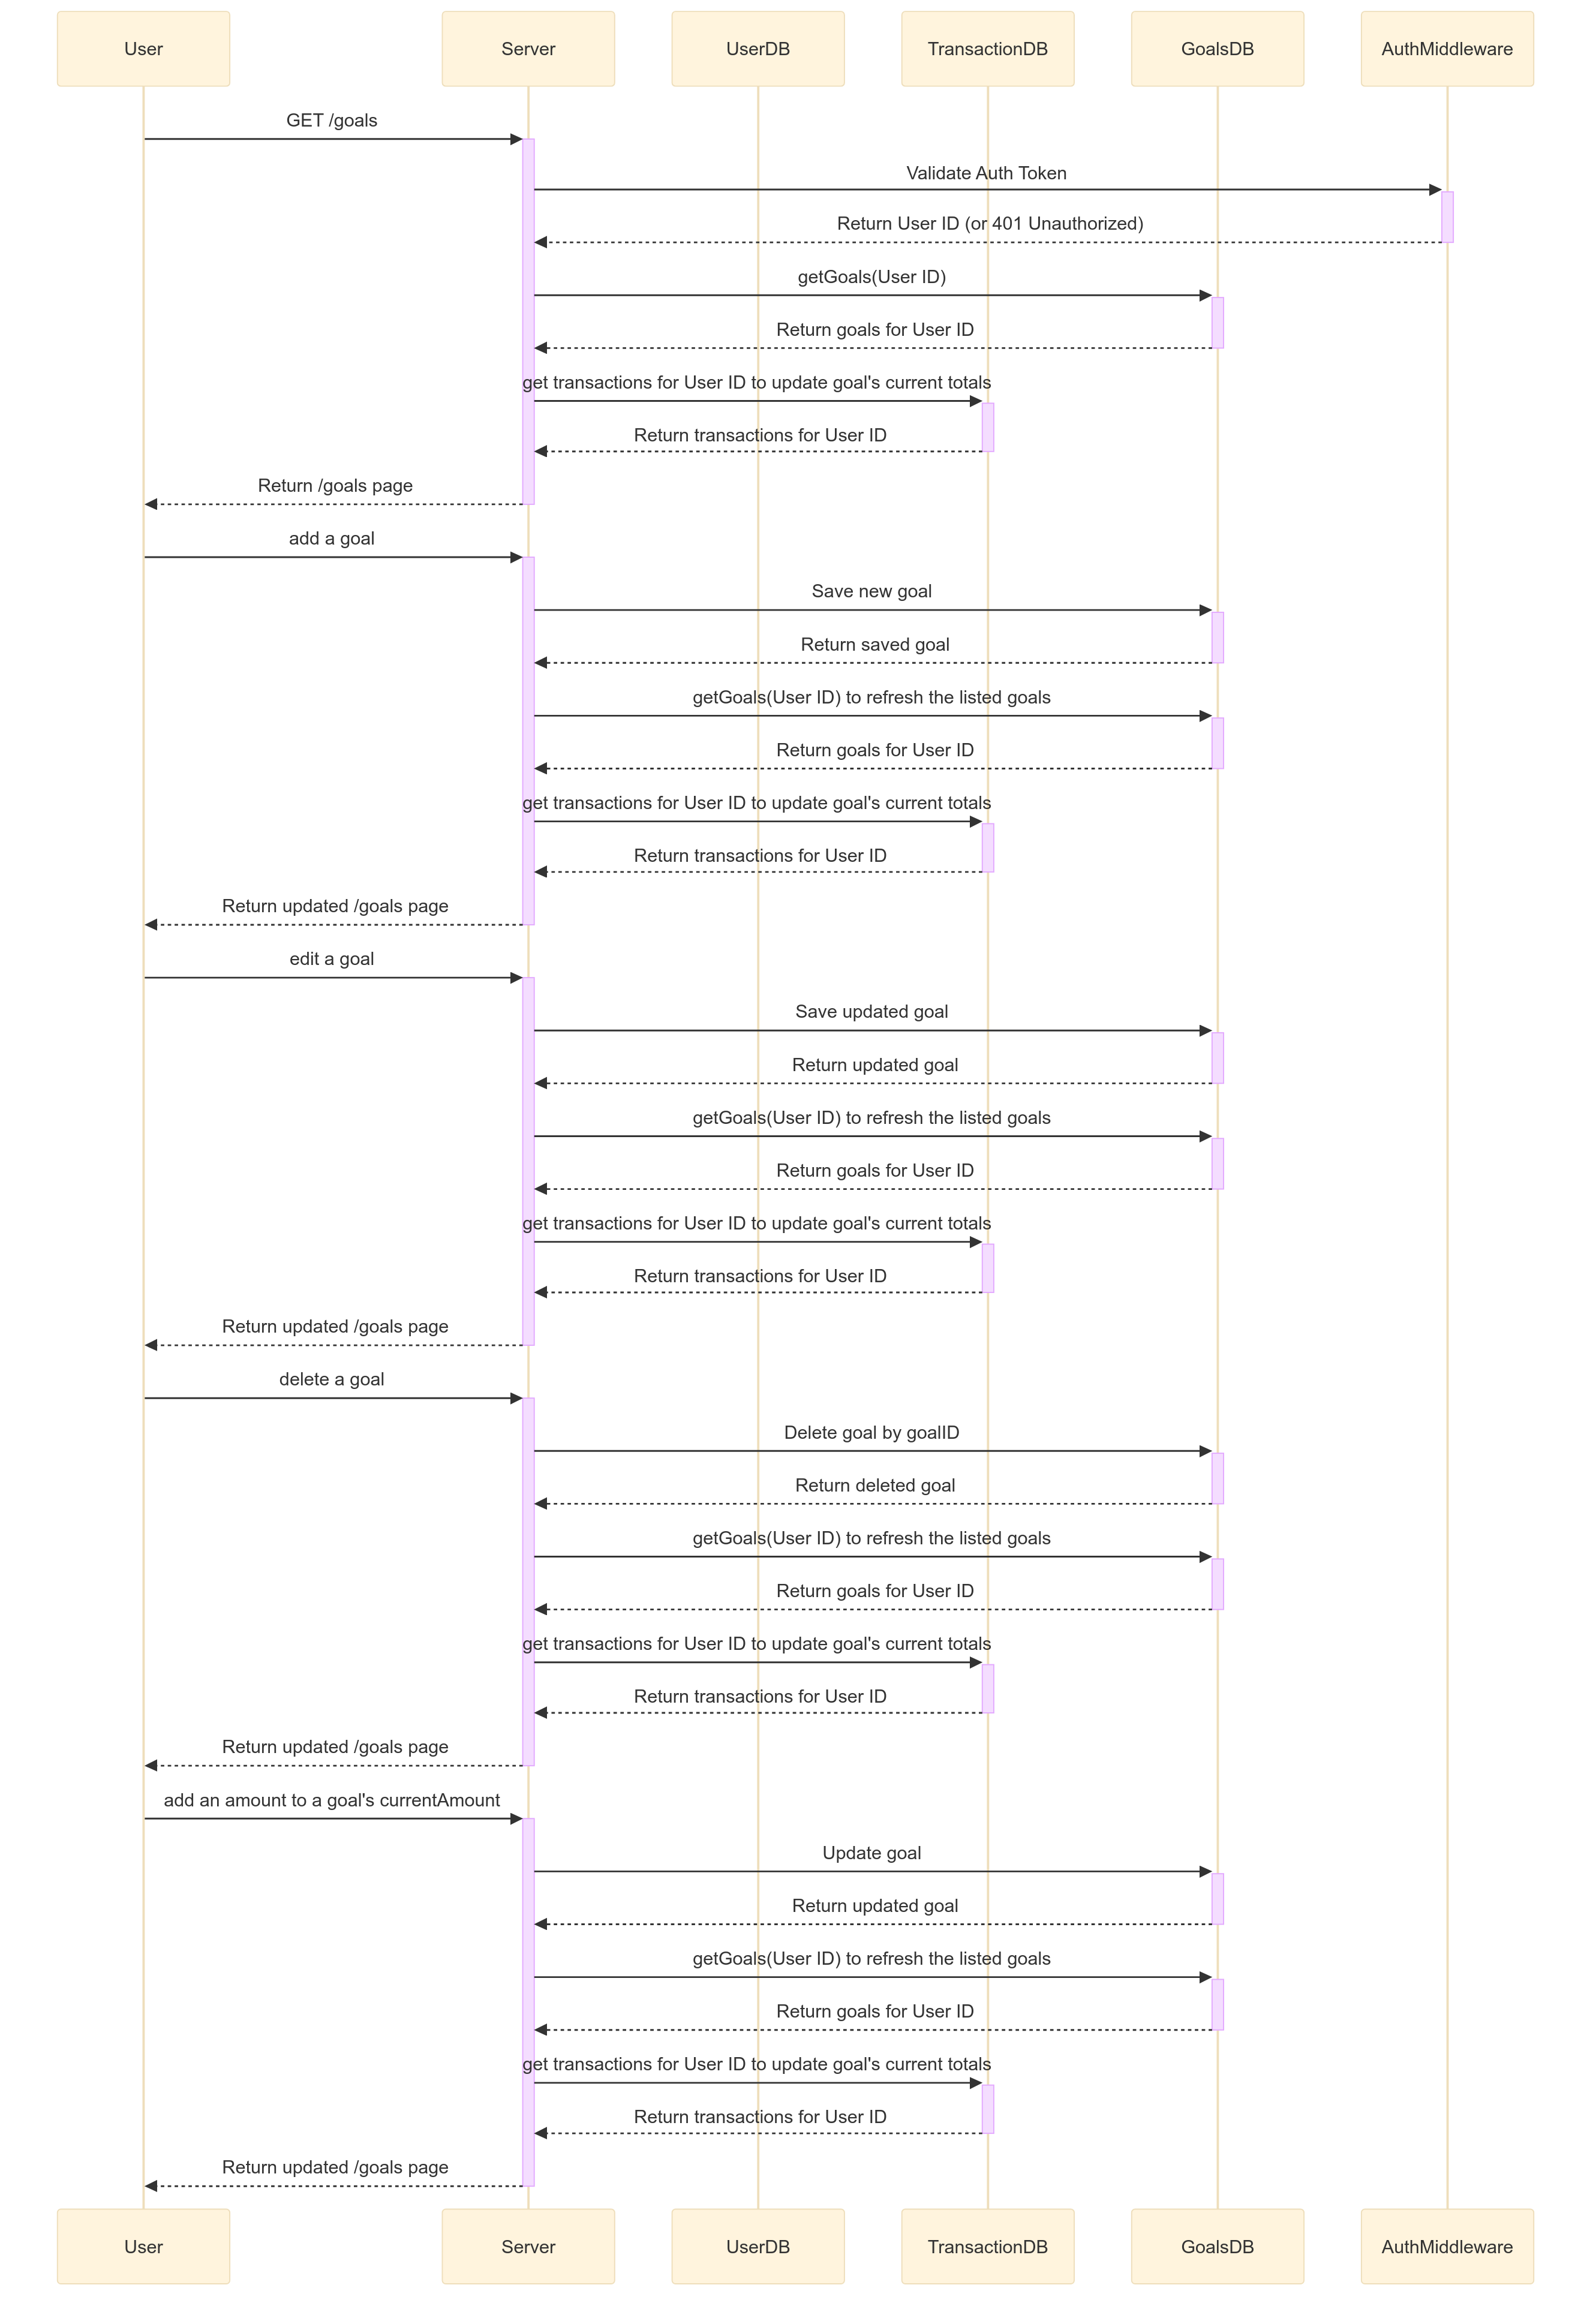 User
Server
UserDB
TransactionDB
GoalsDB
AuthMiddleware
GET /goals
Validate Auth Token
Return User ID (or 401 Unauthorized)
getGoals(User ID)
Return goals for User ID
get transactions for User ID to update goal's current totals
Return transactions for User ID
Return /goals page
add a goal
Save new goal
Return saved goal
getGoals(User ID) to refresh the listed goals
Return goals for User ID
get transactions for User ID to update goal's current totals
Return transactions for User ID
Return updated /goals page
edit a goal
Save updated goal
Return updated goal
getGoals(User ID) to refresh the listed goals
Return goals for User ID
get transactions for User ID to update goal's current totals
Return transactions for User ID
Return updated /goals page
delete a goal
Delete goal by goalID
Return deleted goal
getGoals(User ID) to refresh the listed goals
Return goals for User ID
get transactions for User ID to update goal's current totals
Return transactions for User ID
Return updated /goals page
add an amount to a goal's currentAmount
Update goal
Return updated goal
getGoals(User ID) to refresh the listed goals
Return goals for User ID
get transactions for User ID to update goal's current totals
Return transactions for User ID
Return updated /goals page
User
Server
UserDB
TransactionDB
GoalsDB
AuthMiddleware